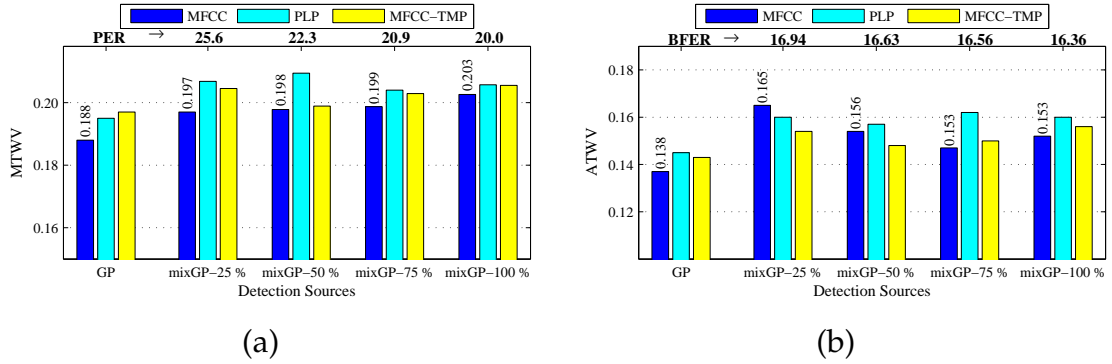 MFCC PLP MFCC−TMP
PER → 25.6 22.3 20.9 20.0
MTWV
0.20
0.18
0.16
0.188
0.197
0.198
0.199
0.203
GP mixGP−25 % mixGP−50 % mixGP−75 % mixGP−100 %
Detection Sources
(a)
MFCC PLP MFCC−TMP
BFER → 16.94 16.63 16.56 16.36
ATWV
0.18
0.16
0.14
0.12
0.138
0.165
0.156
0.153
0.153
GP mixGP−25 % mixGP−50 % mixGP−75 % mixGP−100 %
Detection Sources
(b)